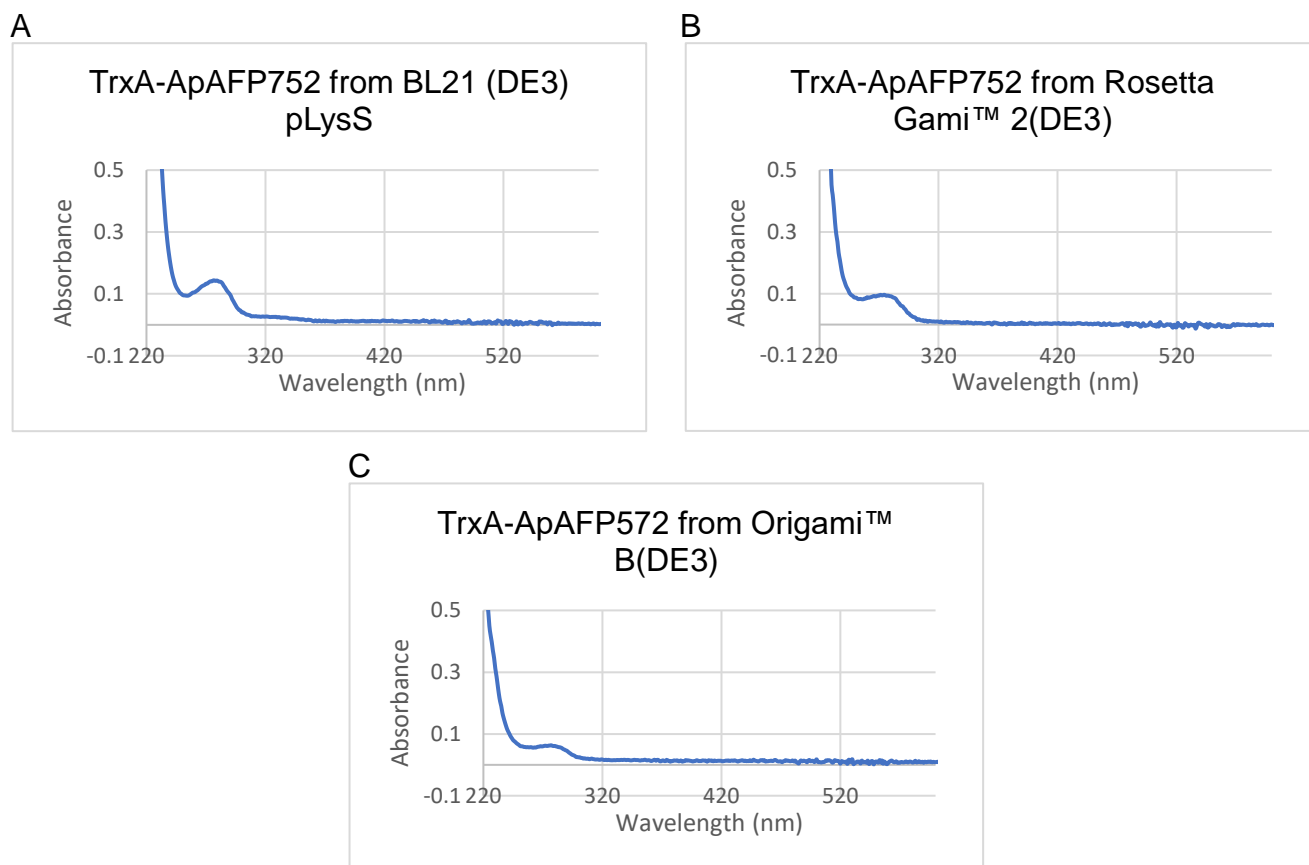 A
TrxA-ApAFP752 from BL21 (DE3)
pLysS
0.5
0.3
0.1
-0.1
220
320
420
520
Absorbance
Wavelength (nm)
B
TrxA-ApAFP752 from Rosetta
Gami™ 2(DE3)
0.5
0.3
0.1
-0.1
220
320
420
520
Absorbance
Wavelength (nm)
C
TrxA-ApAFP572 from Origami™
B(DE3)
0.5
0.3
0.1
-0.1
220
320
420
520
Absorbance
Wavelength (nm)